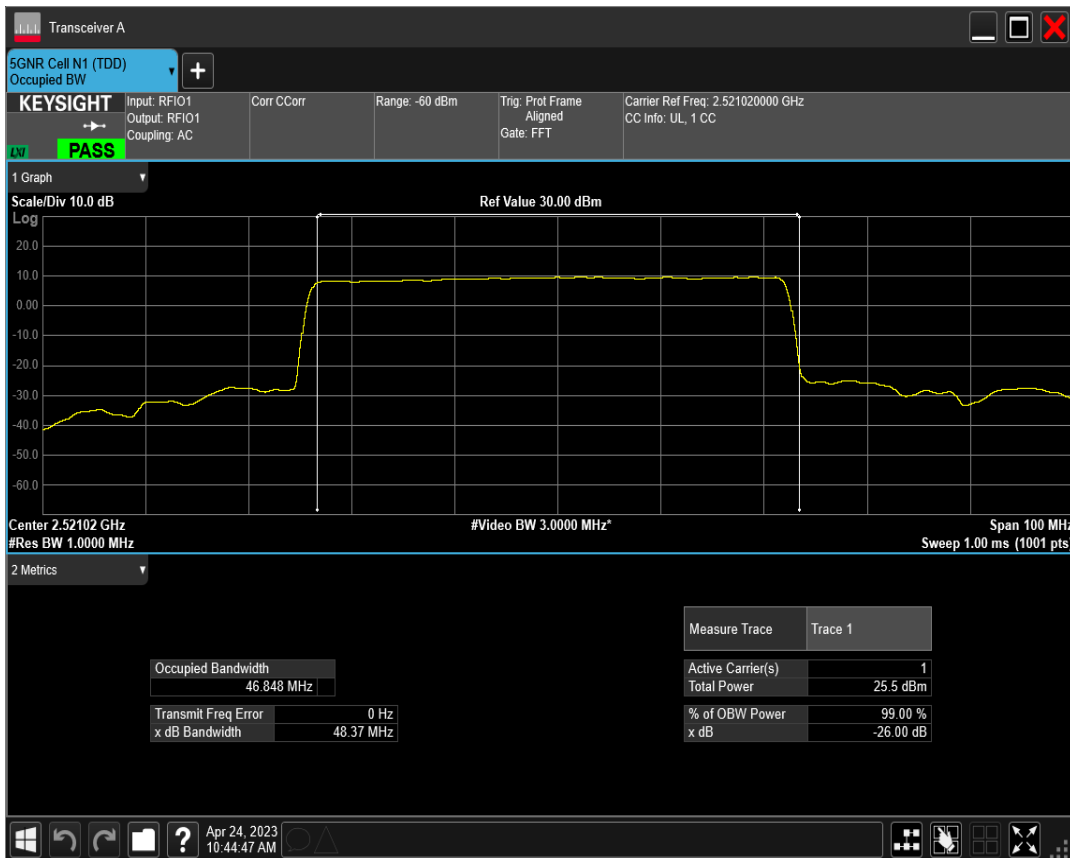 Transceiver A
5GNR Cell N1 (TDD)
Occupied BW
+
KEYSIGHT
LXI
PASS
Input: RFIO1
Output: RFIO1
Coupling: AC
Corr CCorr
Range: -60 dBm
Trig: Prot Frame
Aligned
Gate: FFT
Carrier Ref Freq: 2.521020000 GHz
CC Info: UL, 1 CC
1 Graph
Scale/Div 10.0 dB
Ref Value 30.00 dBm
Log
20.0
10.0
0.00
-10.0
-20.0
-30.0
-40.0
-50.0
-60.0
Center 2.52102 GHz
#Video BW 3.0000 MHz*
Span 100 MHz
#Res BW 1.0000 MHz
Sweep 1.00 ms (1001 pts)
2 Metrics
Measure Trace Trace 1
Occupied Bandwidth
46.848 MHz
Active Carrier(s) 1
Total Power 25.5 dBm
Transmit Freq Error 0 Hz
x dB Bandwidth 48.37 MHz
% of OBW Power 99.00 %
x dB -26.00 dB
?
Apr 24, 2023
10:44:47 AM